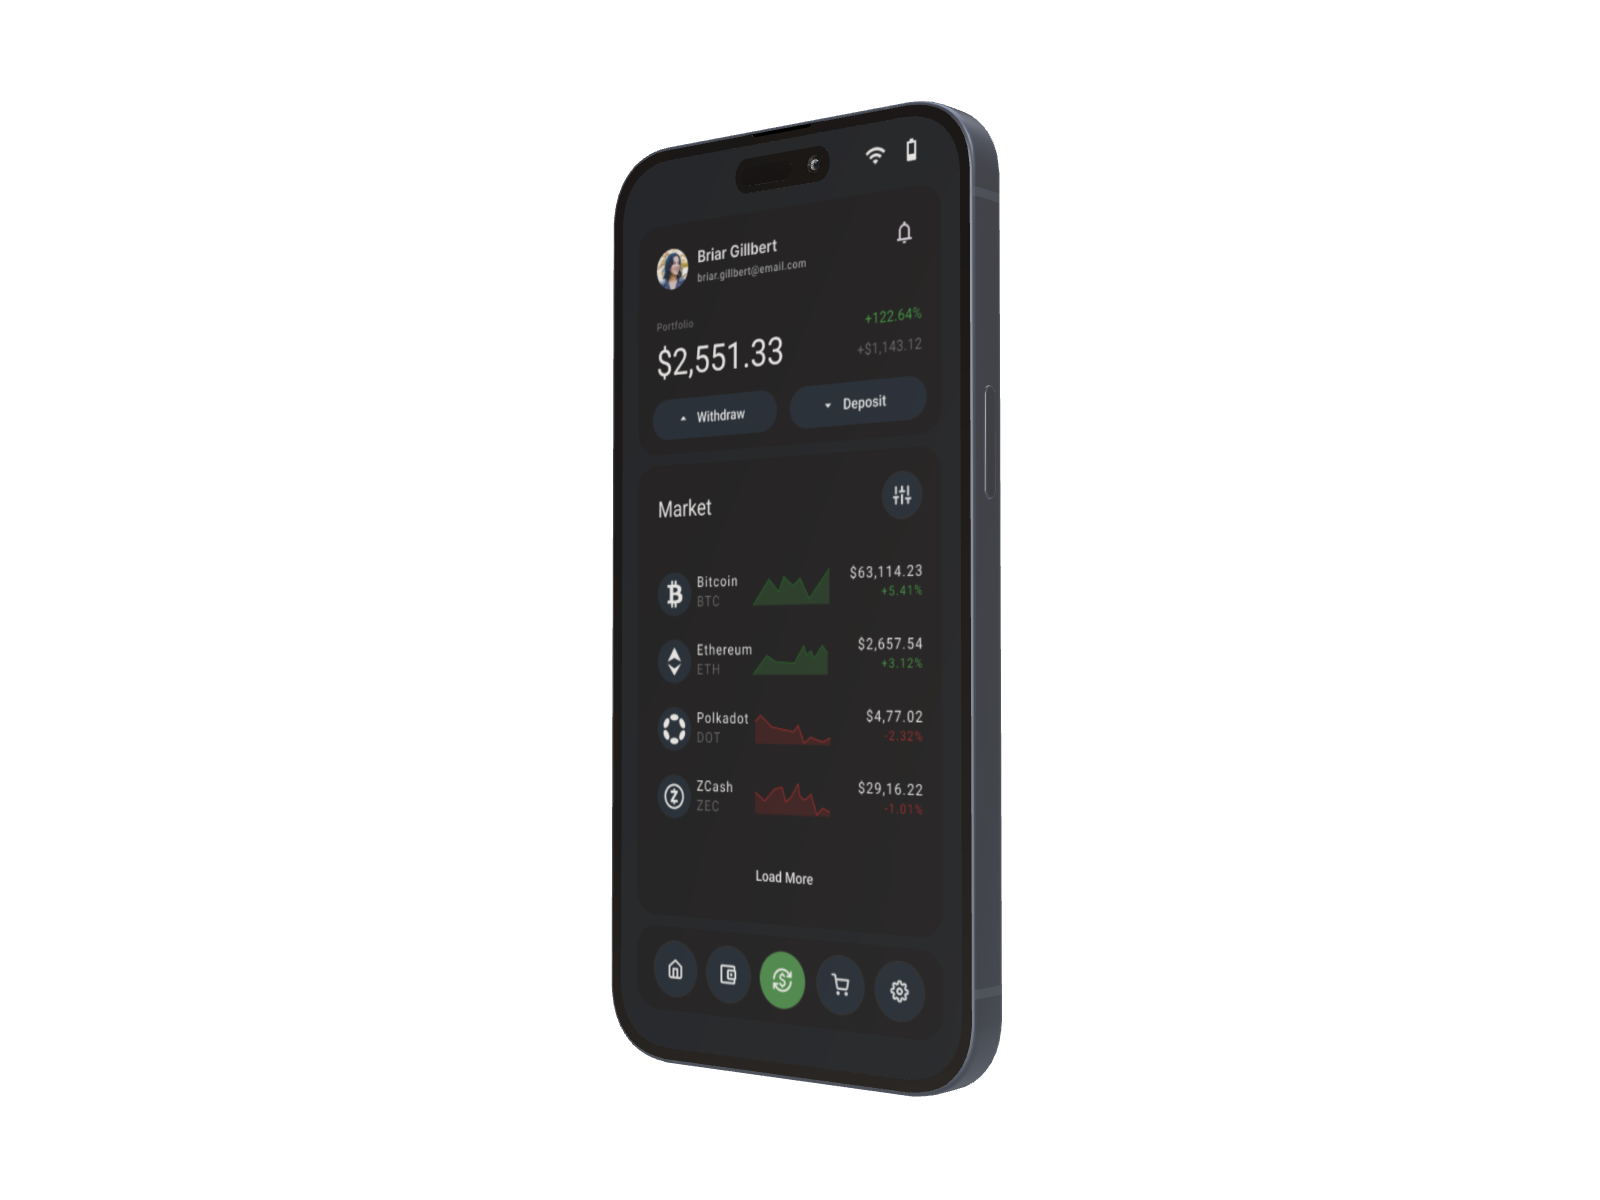 Briar Gillbert
briar.gillbert@email.com
Portfolio
+122.64%
$2,551.33
+$1,143.12
Withdraw
Deposit
Market
Bitcoin
BTC
$63,114.23
+5.41%
Ethereum
ETH
$2,657.54
+3.12%
Polkadot
DOT
$4,77.02
-2.32%
ZCash
ZEC
$29,16.22
-1.01%
Load More